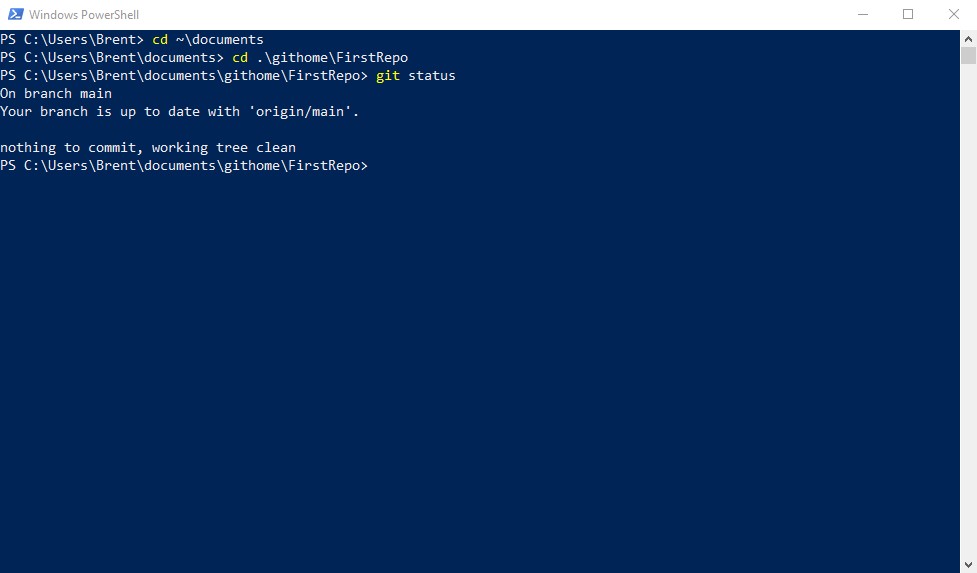 Windows PowerShell
PS C:\Users\Brent> cd ~\documents
PS C:\Users\Brent\documents> cd .\githome\FirstRepo
PS C:\Users\Brent\documents\githome\FirstRepo> git status
On branch main
Your branch is up to date with 'origin/main'.
nothing to commit, working tree clean
PS C:\Users\Brent\documents\githome\FirstRepo>